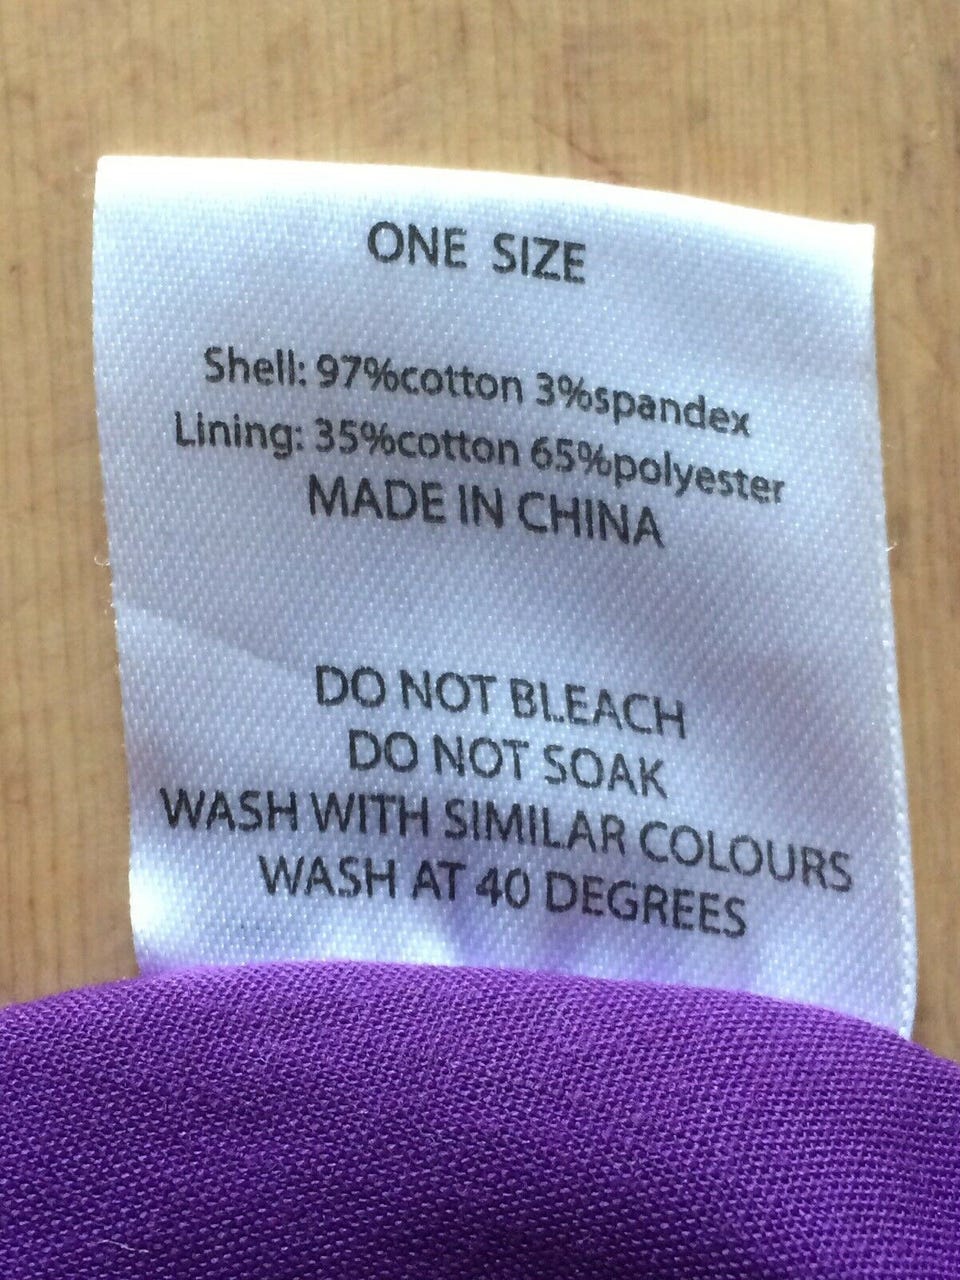 ONE SIZE
Shell: 97%cotton 3%spandex
Lining: 35%cotton 65%polyester
MADE IN CHINA
DO NOT BLEACH
DO NOT SOAK
WASH WITH SIMILAR COLOURS
WASH AT 40 DEGREES